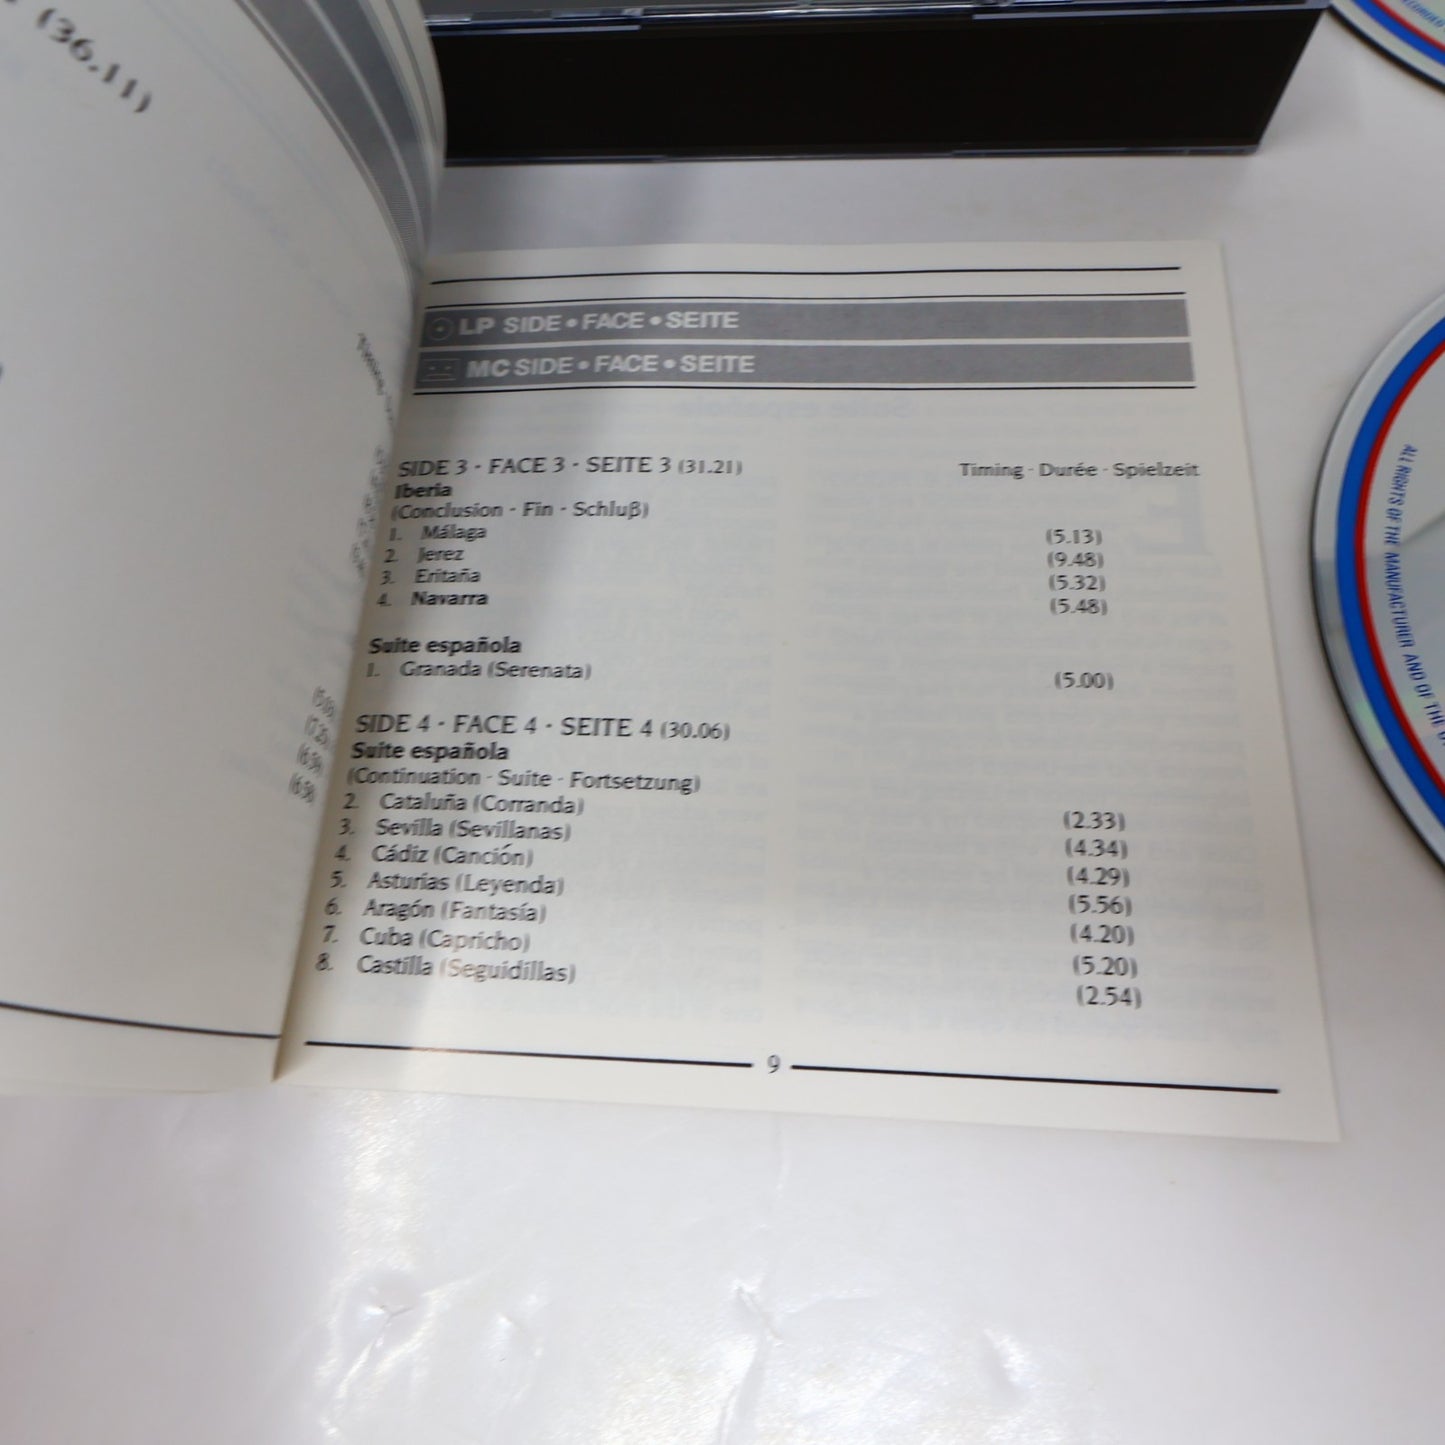 (36.11)
LP SIDE • FACE • SEITE
MC SIDE • FACE • SEITE
SIDE 3 - FACE 3 - SEITE 3 (31.21) Timing - Durée - Spielzeit
Iberia
(Conclusion - Fin - Schluß)
1. Málaga (5.13)
2. Jerez (9.48)
3. Eritaña (5.32)
4. Navarra (5.48)
Suite española
1. Granada (Serenata) (5.00)
SIDE 4 - FACE 4 - SEITE 4 (30.06)
Suite española
(Continuation - Suite - Fortsetzung)
2. Cataluña (Corranda) (2.33)
3. Sevilla (Sevillanas) (4.34)
4. Cádiz (Canción) (4.29)
5. Asturias (Leyenda) (5.56)
6. Aragón (Fantasía) (4.20)
7. Cuba (Capricho) (5.20)
8. Castilla (Seguidillas) (2.54)
9
ALL RIGHTS OF THE MANUFACTURER AND OF THE